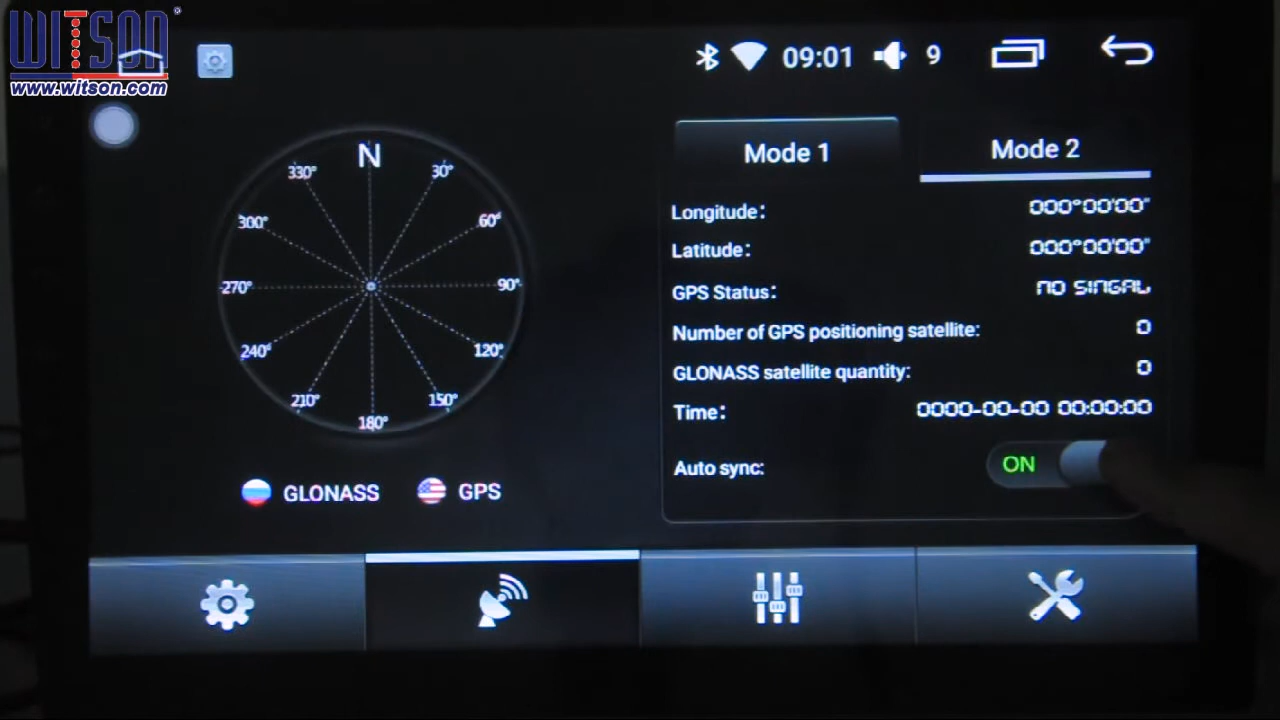 WITSON®
www.witson.com
09:01 9
N
30°
60°
90°
120°
150°
180°
210°
240°
270°
300°
330°
GLONASS GPS
Mode 1 Mode 2
Longitude: 000°00'00"
Latitude: 000°00'00"
GPS Status: NO SINGAL
Number of GPS positioning satellite: 0
GLONASS satellite quantity: 0
Time: 0000-00-00 00:00:00
Auto sync: ON